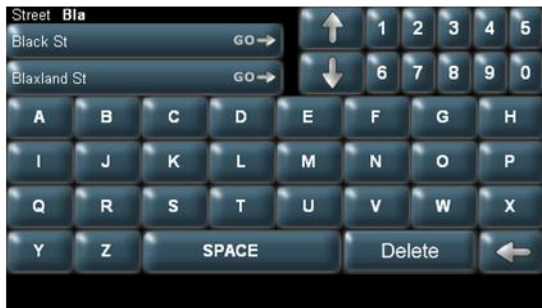 Street Bla
Black St GO
Blaxland St GO
1 2 3 4 5
6 7 8 9 0
A B C D E F G H
I J K L M N O P
Q R S T U V W X
Y Z SPACE Delete